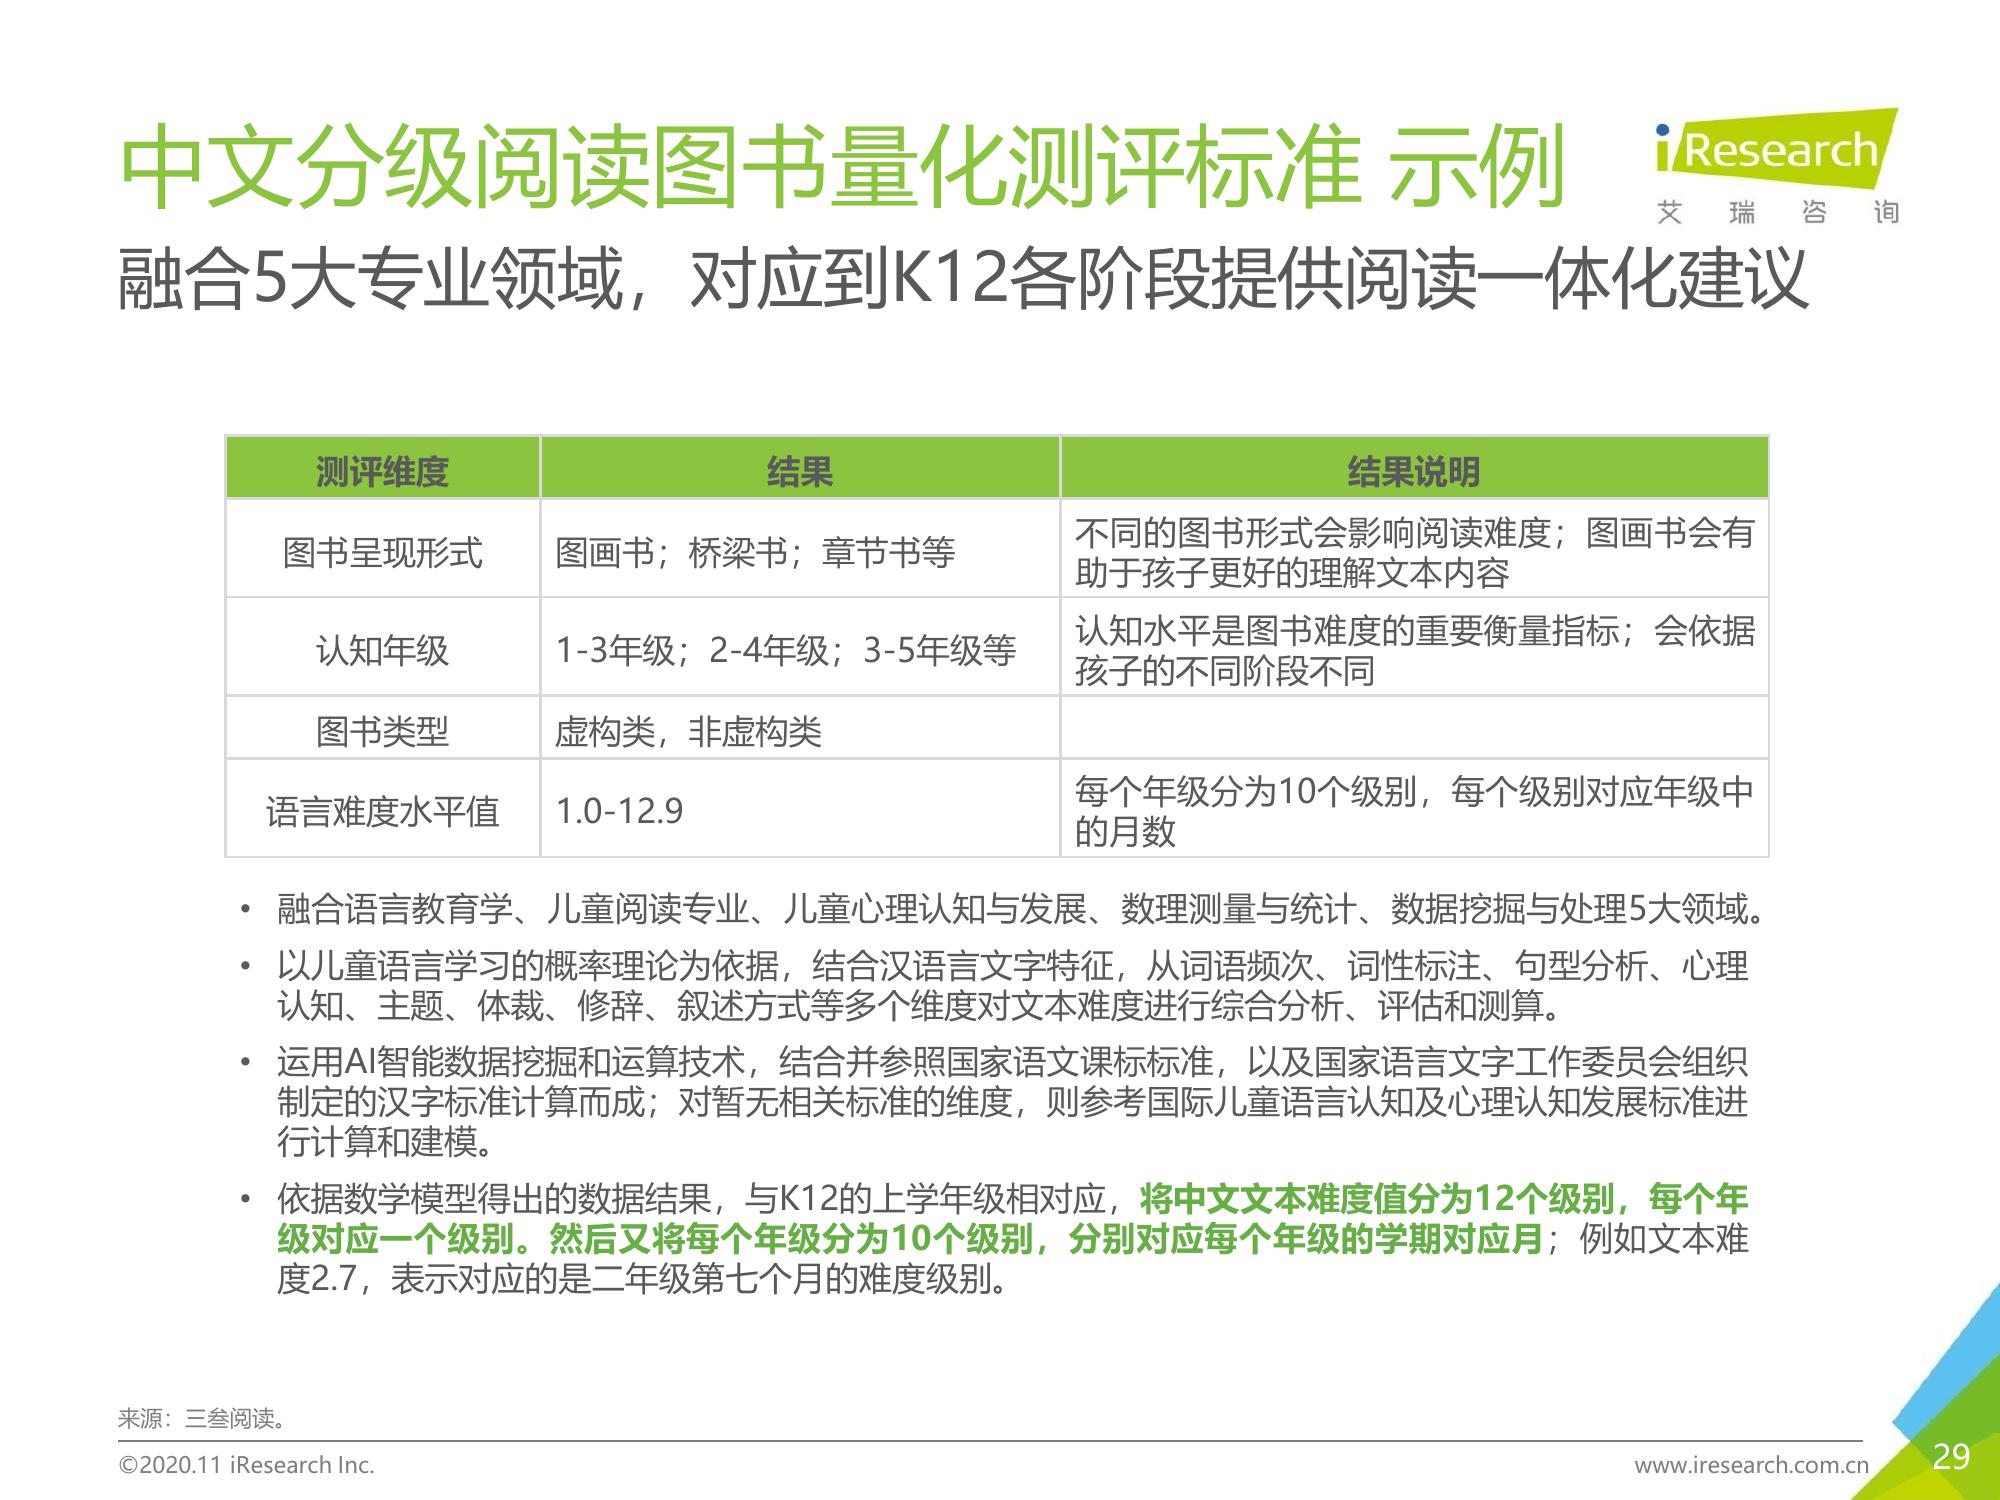 中文分级阅读图书量化测评标准 示例
iResearch
艾瑞咨询
融合5大专业领域，对应到K12各阶段提供阅读一体化建议
测评维度 结果 结果说明
图书呈现形式 图画书；桥梁书；章节书等 不同的图书形式会影响阅读难度；图画书会有
助于孩子更好的理解文本内容
认知年级 1-3年级；2-4年级；3-5年级等 认知水平是图书难度的重要衡量指标；会依据
孩子的不同阶段不同
图书类型 虚构类，非虚构类
语言难度水平值 1.0-12.9 每个年级分为10个级别，每个级别对应年级中
的月数
• 融合语言教育学、儿童阅读专业、儿童心理认知与发展、数理测量与统计、数据挖掘与处理5大领域。
• 以儿童语言学习的概率理论为依据，结合汉语言文字特征，从词语频次、词性标注、句型分析、心理
认知、主题、体裁、修辞、叙述方式等多个维度对文本难度进行综合分析、评估和测算。
• 运用AI智能数据挖掘和运算技术，结合并参照国家语文课标标准，以及国家语言文字工作委员会组织
制定的汉字标准计算而成；对暂无相关标准的维度，则参考国际儿童语言认知及心理认知发展标准进
行计算和建模。
• 依据数学模型得出的数据结果，与K12的上学年级相对应，将中文文本难度值分为12个级别，每个年
级对应一个级别。然后又将每个年级分为10个级别，分别对应每个年级的学期对应月；例如文本难
度2.7，表示对应的是二年级第七个月的难度级别。
来源：三叁阅读。
©2020.11 iResearch Inc.
www.iresearch.com.cn
29